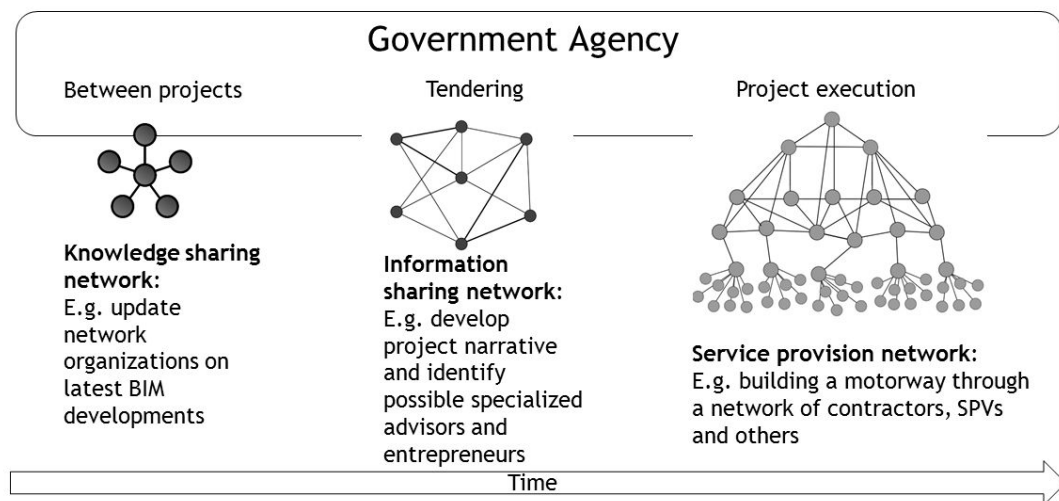 Government Agency
Between projects
Tendering
Project execution
Knowledge sharing
network:
E.g. update
network
organizations on
latest BIM
developments
Information
sharing network:
E.g. develop
project narrative
and identify
possible specialized
advisors and
entrepreneurs
Service provision network:
E.g. building a motorway through
a network of contractors, SPVs
and others
Time